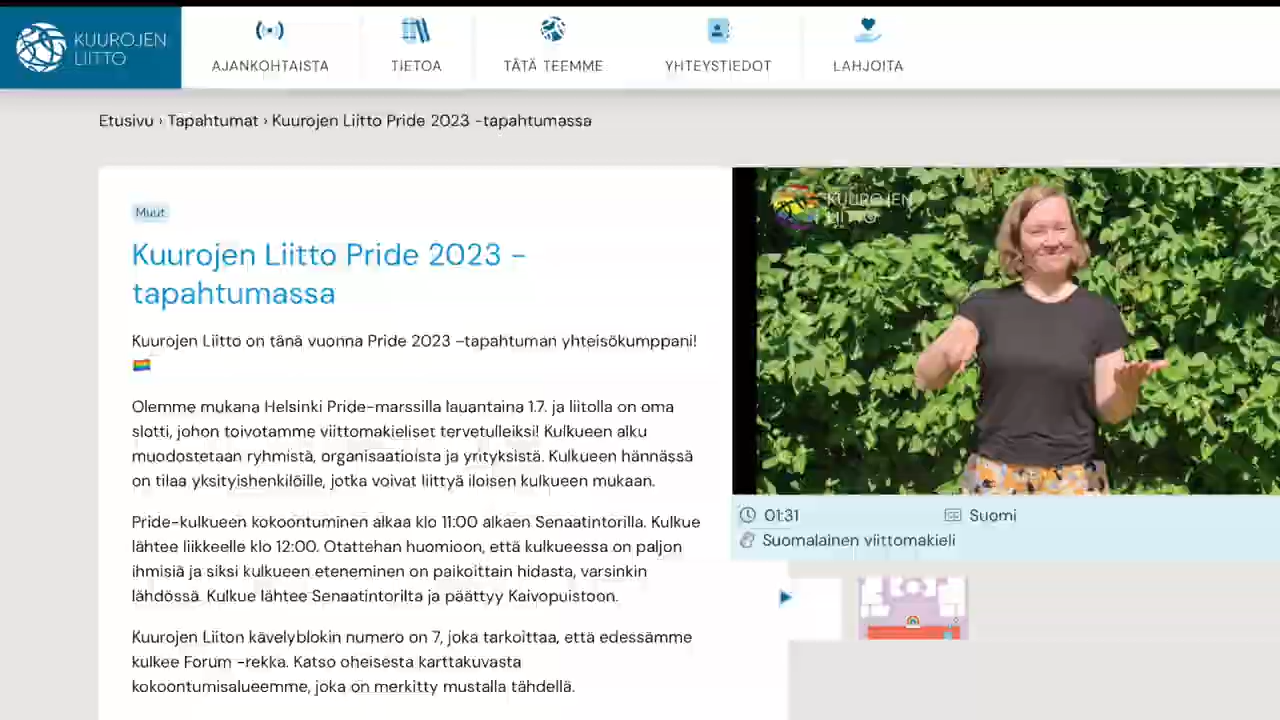 KUUROJEN
LIITTO
AJANKOHTAISTA
TIETOA
TÄTÄ TEEMME
YHTEYSTIEDOT
LAHJOITA
Etusivu › Tapahtumat › Kuurojen Liitto Pride 2023 -tapahtumassa
Muut
Kuurojen Liitto Pride 2023 -
tapahtumassa
Kuurojen Liitto on tänä vuonna Pride 2023 –tapahtuman yhteisökumppani!
Olemme mukana Helsinki Pride-marssilla lauantaina 1.7. ja liitolla on oma
slotti, johon toivotamme viittomakieliset tervetulleiksi! Kulkueen alku
muodostetaan ryhmistä, organisaatioista ja yrityksistä. Kulkueen hännässä
on tilaa yksityishenkilöille, jotka voivat liittyä iloisen kulkueen mukaan.
Pride-kulkueen kokoontuminen alkaa klo 11:00 alkaen Senaatintorilla. Kulkue
lähtee liikkeelle klo 12:00. Otattehan huomioon, että kulkueessa on paljon
ihmisiä ja siksi kulkueen eteneminen on paikoittain hidasta, varsinkin
lähdössä. Kulkue lähtee Senaatintorilta ja päättyy Kaivopuistoon.
Kuurojen Liiton kävelyblokin numero on 7, joka tarkoittaa, että edessämme
kulkee Forum -rekka. Katso oheisesta karttakuvasta
kokoontumisalueemme, joka on merkitty mustalla tähdellä.
KUUROJEN
LIITTO
01:31
Suomi
Suomalainen viittomakieli